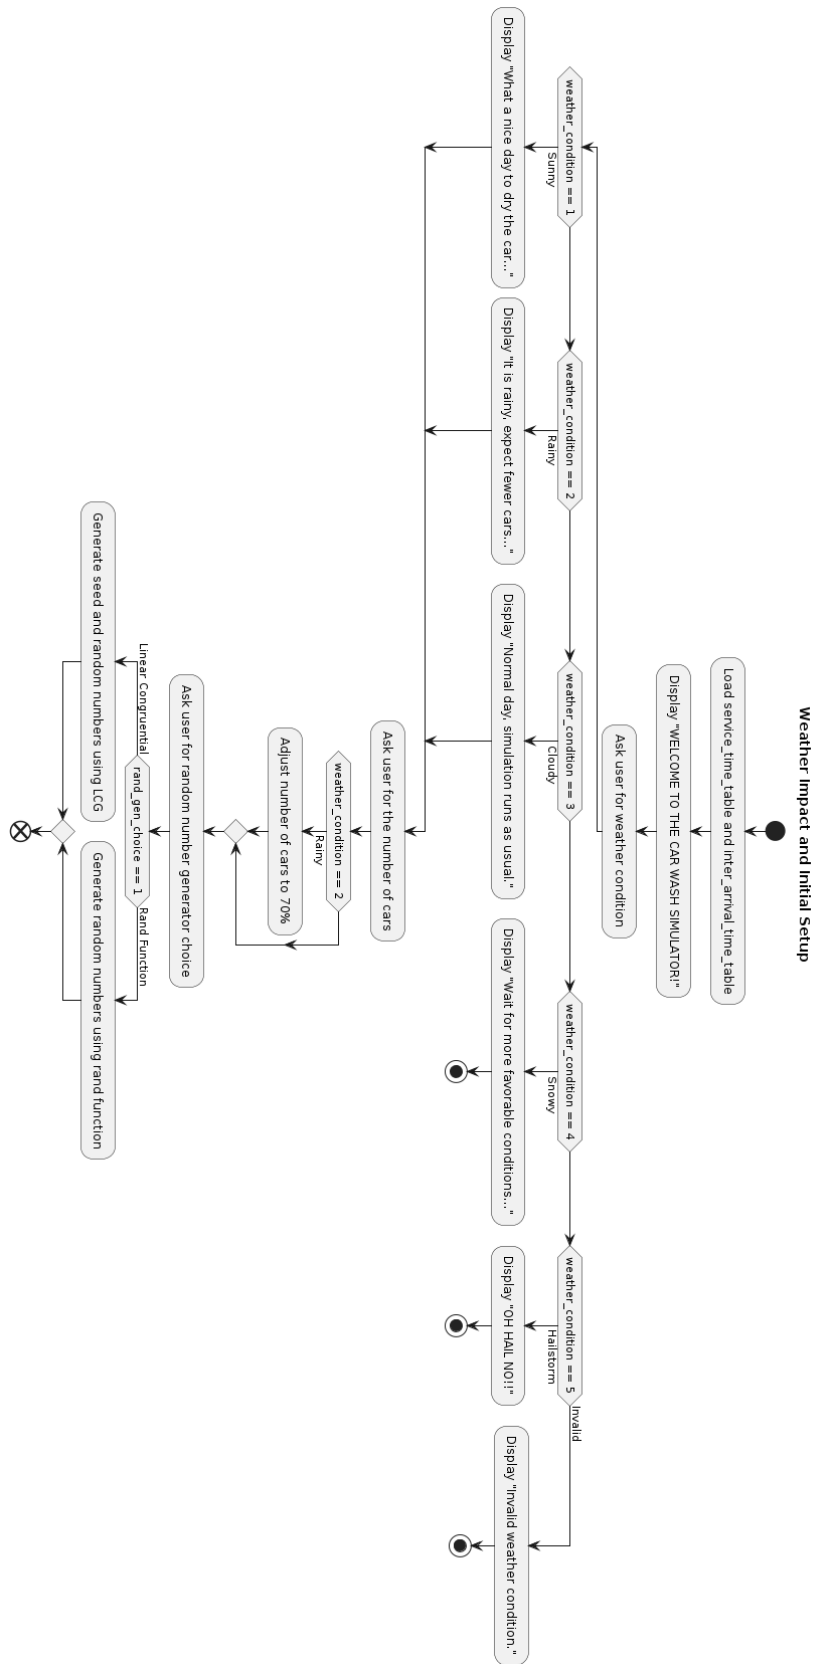 Weather Impact and Initial Setup
Load service_time_table and inter_arrival_time_table
Display "WELCOME TO THE CAR WASH SIMULATOR!"
Ask user for weather condition
weather_condition == 1
Sunny
Display "What a nice day to dry the car..."
weather_condition == 2
Rainy
Display "It is rainy, expect fewer cars..."
weather_condition == 3
Cloudy
Display "Normal day, simulation runs as usual."
weather_condition == 4
Snowy
Display "Wait for more favorable conditions..."
weather_condition == 5
Hailstorm
Invalid
Display "OH HAIL NO!!"
Display "Invalid weather condition."
Ask user for the number of cars
weather_condition == 2
Rainy
Adjust number of cars to 70%
Ask user for random number generator choice
Linear Congruential
rand_gen_choice == 1
Rand Function
Generate seed and random numbers using LCG
Generate random numbers using rand function